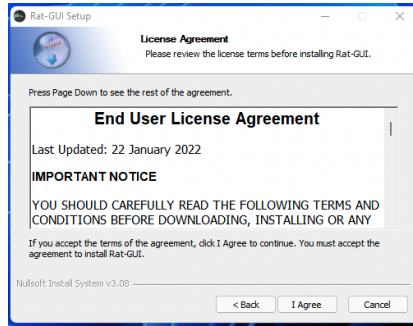 Rat-GUI Setup
License Agreement
Please review the license terms before installing Rat-GUI.
Press Page Down to see the rest of the agreement.
End User License Agreement
Last Updated: 22 January 2022
IMPORTANT NOTICE
YOU SHOULD CAREFULLY READ THE FOLLOWING TERMS AND
CONDITIONS BEFORE DOWNLOADING, INSTALLING OR ANY
If you accept the terms of the agreement, click I Agree to continue. You must accept the
agreement to install Rat-GUI.
Nullsoft Install System v3.08
< Back
I Agree
Cancel